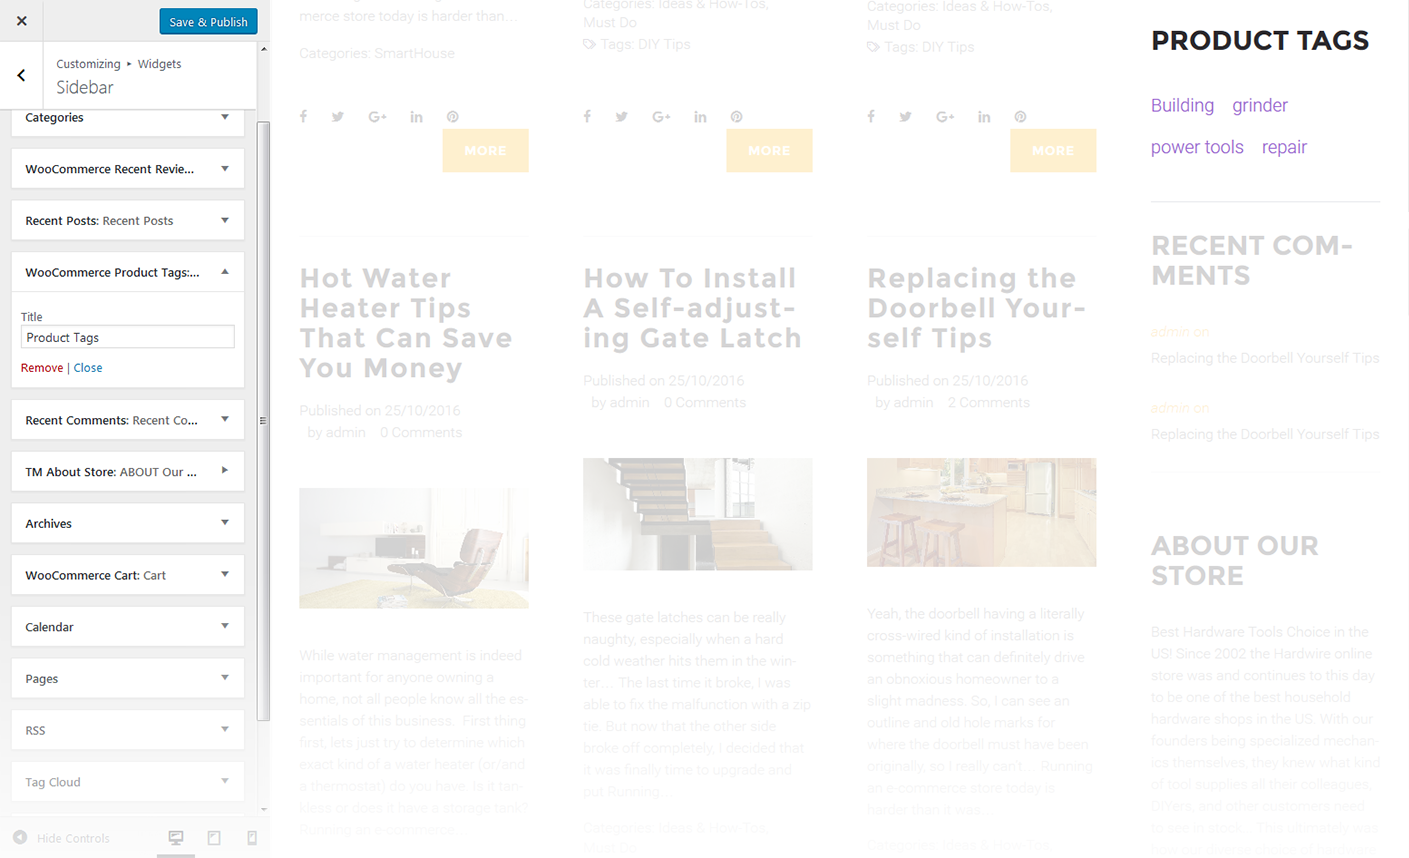 Save & Publish
Customizing ▸ Widgets
Sidebar
Categories
WooCommerce Recent Revie...
Recent Posts: Recent Posts
WooCommerce Product Tags:...
Title
Product Tags
Remove | Close
Recent Comments: Recent Co...
TM About Store: ABOUT Our ...
Archives
WooCommerce Cart: Cart
Calendar
Pages
RSS
Tag Cloud
Hide Controls
merce store today is harder than…
Categories: SmartHouse
MORE
Hot Water
Heater Tips
That Can Save
You Money
Published on 25/10/2016
by admin 0 Comments
While water management is indeed
important for anyone owning a
home, not all people know all the es-
sentials of this business. First thing
first, lets just try to determine which
exact kind of a water heater (or/and
a thermostat) do you have. Is it tan-
kless or does it have a storage tank?
Running an e-commerce
Categories: Ideas & How-Tos,
Must Do
Tags: DIY Tips
MORE
How To Install
A Self-adjust-
ing Gate Latch
Published on 25/10/2016
by admin 0 Comments
These gate latches can be really
naughty, especially when a hard
cold weather hits them in the win-
ter… The last time it broke, I was
able to fix the malfunction with a zip
tie. But now that the other side
broke off completely, I decided that
it was finally time to upgrade and
put Running…
Categories: Ideas & How-Tos,
Must Do
Categories: Ideas & How-Tos,
Must Do
Tags: DIY Tips
MORE
Replacing the
Doorbell Your-
self Tips
Published on 25/10/2016
by admin 2 Comments
Yeah, the doorbell having a literally
cross-wired kind of installation is
something that can definitely drive
an obnoxious homeowner to a
slight madness. So, I can see an
outline and old hole marks for
where the doorbell must have been
originally, so I really can't… Running
an e-commerce store today is
harder than it was
Categories: Ideas & How-Tos,
PRODUCT TAGS
Building grinder
power tools repair
RECENT COM-
MENTS
admin on
Replacing the Doorbell Yourself Tips
admin on
Replacing the Doorbell Yourself Tips
ABOUT OUR
STORE
Best Hardware Tools Choice in the
US! Since 2002 the Hardwire online
store was and continues to this day
to be one of the best household
hardware shops in the US. With our
founders being specialized mechan-
ics themselves, they knew what kind
of tool supplies all their colleagues,
DIYers, and other customers need
to see in stock. This ultimately was
how our diverse choice of hardware